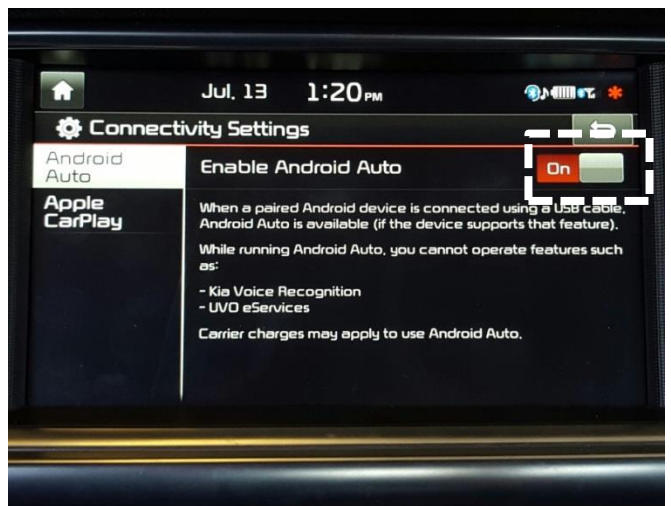 Jul. 13 1:20 PM
Connectivity Settings
Android
Auto
Enable Android Auto
On
Apple
CarPlay
When a paired Android device is connected using a USB cable,
Android Auto is available (if the device supports that feature).
While running Android Auto, you cannot operate features such
as:
- Kia Voice Recognition
- UVO eServices
Carrier charges may apply to use Android Auto.